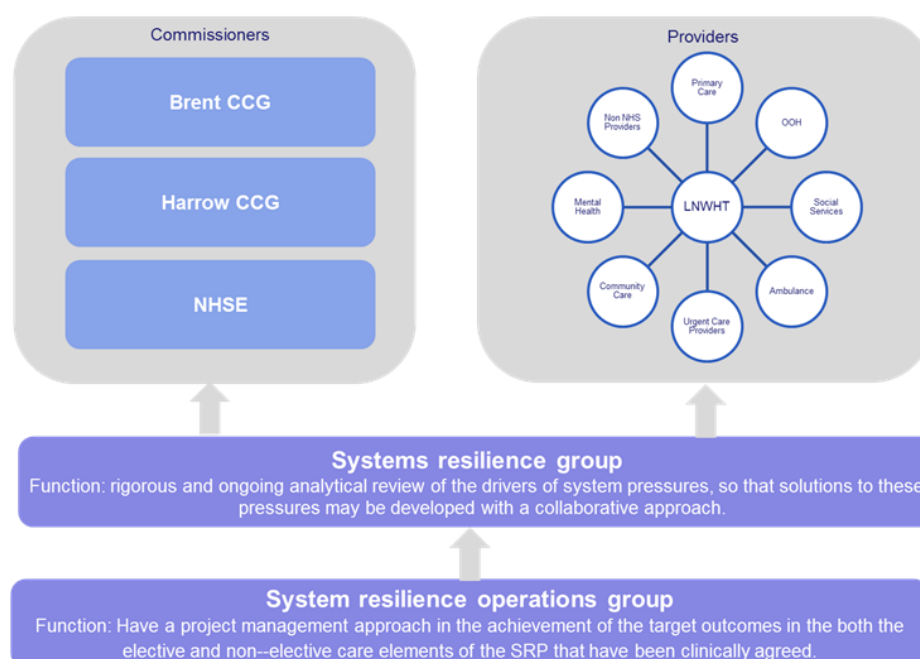 Commissioners
Brent CCG
Harrow CCG
NHSE
Providers
Primary
Care
Non NHS
Providers
OOH
Mental
Health
LNWHT
Social
Services
Community
Care
Ambulance
Urgent Care
Providers
Systems resilience group
Function: rigorous and ongoing analytical review of the drivers of system pressures, so that solutions to these
pressures may be developed with a collaborative approach.
System resilience operations group
Function: Have a project management approach in the achievement of the target outcomes in the both the
elective and non--elective care elements of the SRP that have been clinically agreed.